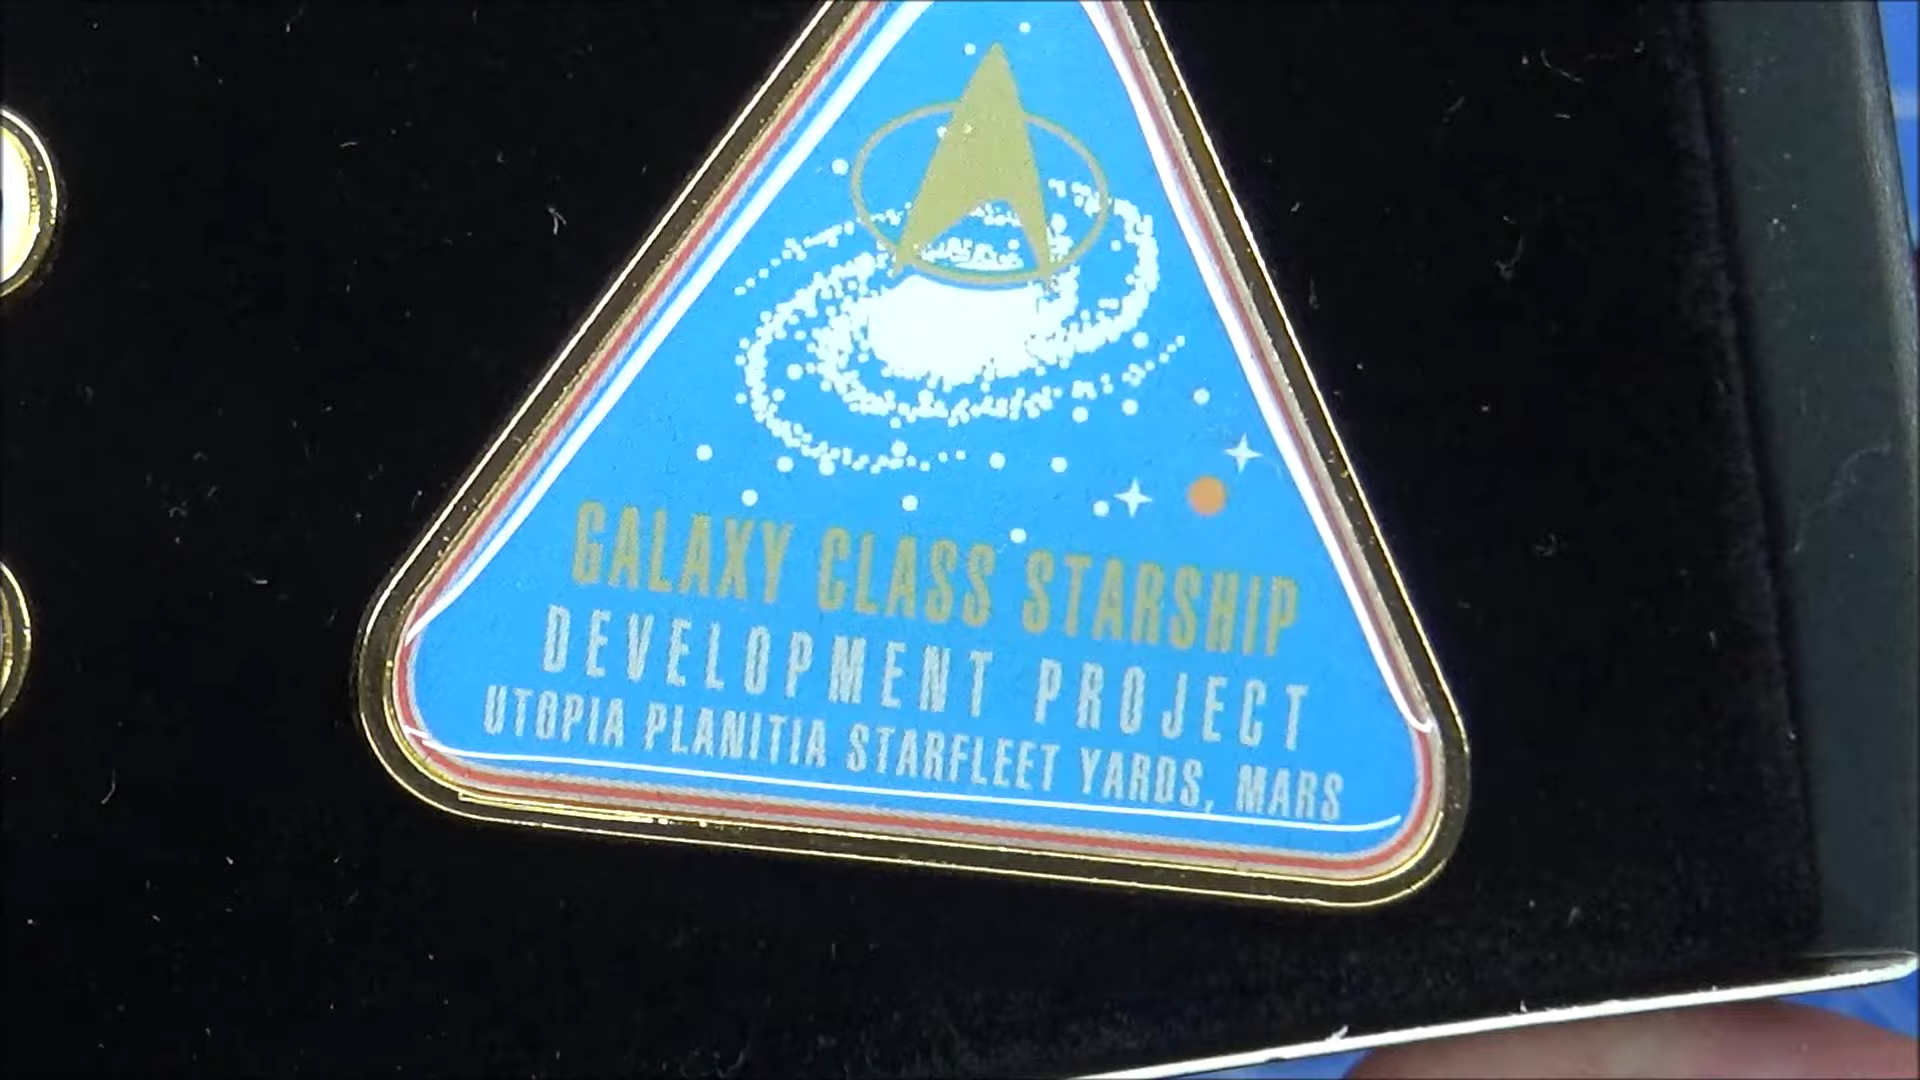 GALAXY CLASS STARSHIP
DEVELOPMENT PROJECT
UTOPIA PLANITIA STARFLEET YARDS, MARS